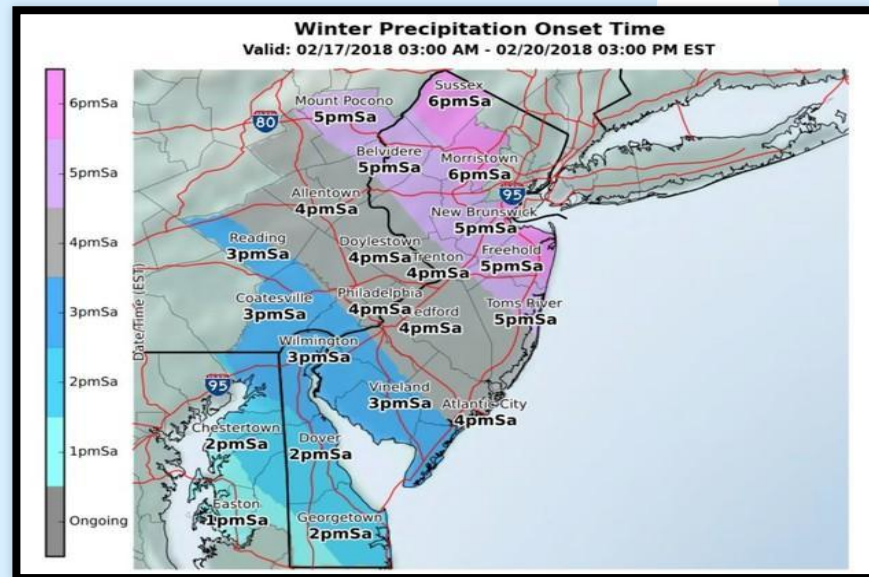 Winter Precipitation Onset Time
Valid: 02/17/2018 03:00 AM - 02/20/2018 03:00 PM EST
6pmSa
5pmSa
4pmSa
3pmSa
2pmSa
1pmSa
Ongoing
Date/Time (EST)
Sussex
6pmSa
Mount Pocono
5pmSa
80
Belvidere
5pmSa
Morristown
6pmSa
95
Allentown
4pmSa
New Brunswick
5pmSa
Reading
3pmSa
Doylestown
4pmSa
Trenton
4pmSa
Freehold
5pmSa
Coatesville
3pmSa
Philadelphia
4pmSa
edford
4pmSa
Toms River
5pmSa
Wilmington
3pmSa
95
Vineland
3pmSa
Atlantic City
4pmSa
Chestertown
2pmSa
Dover
2pmSa
Easton
1pmSa
Georgetown
2pmSa